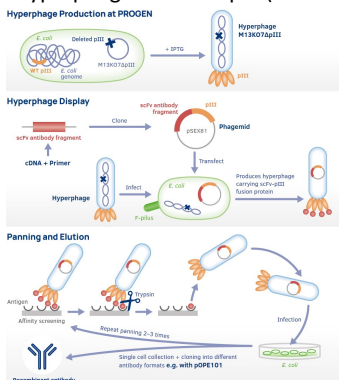 Hyperphage Production at PROGEN
E. coli
Deleted pIII
WT pIII
E. coli
genome
M13KO7ΔpIII
+ IPTG
Hyperphage
M13KO7ΔpIII
pIII
Hyperphage Display
scFv antibody fragment
Clone
scFv antibody
fragment
pIII
pSEX81
Phagemid
cDNA + Primer
Transfect
Hyperphage
Infect
E. coli
F-pilus
Produces hyperphage
carrying scFv-pIII
fusion protein
Panning and Elution
Antigen
Trypsin
Affinity screening
Infection
Repeat panning 2–3 times
Single cell collection + cloning into different
antibody formats e.g. with pOPE101
E. coli
Recombinant antibody